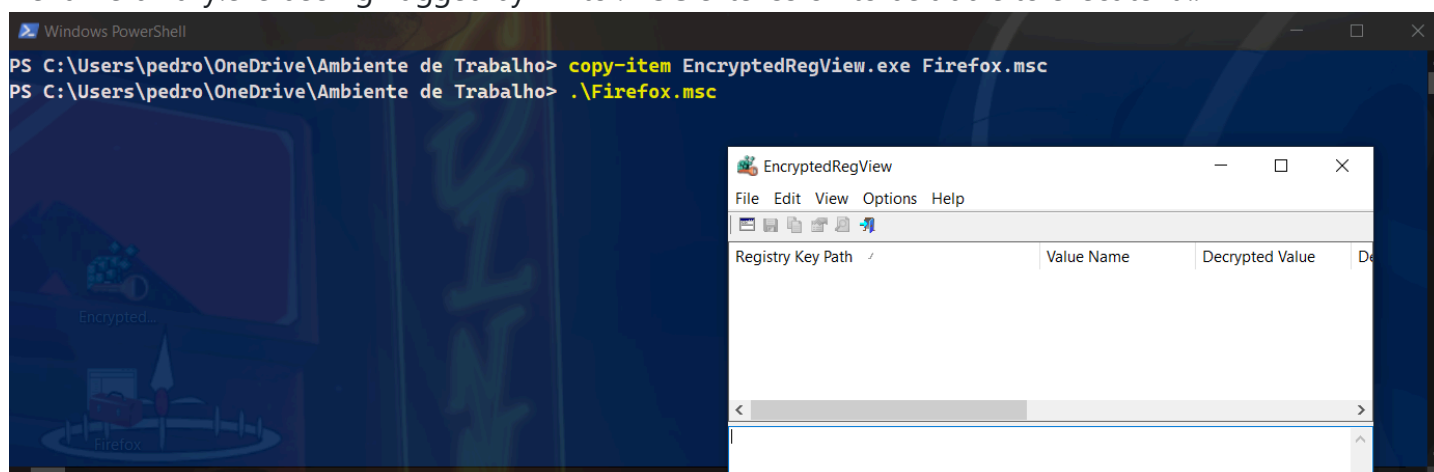 Windows PowerShell
PS C:\Users\pedro\OneDrive\Ambiente de Trabalho> copy-item EncryptedRegView.exe Firefox.msc
PS C:\Users\pedro\OneDrive\Ambiente de Trabalho> .\Firefox.msc
EncryptedRegView
File Edit View Options Help
Registry Key Path Value Name Decrypted Value De
Encrypted...
Firefox